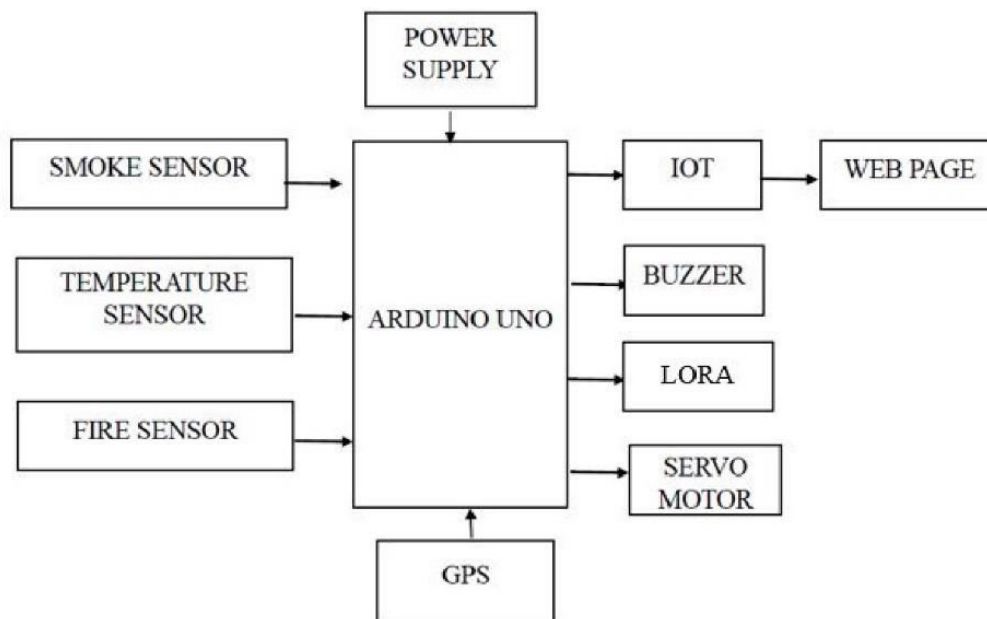 POWER
SUPPLY
SMOKE SENSOR
IOT
WEB PAGE
TEMPERATURE
SENSOR
ARDUINO UNO
BUZZER
LORA
FIRE SENSOR
SERVO
MOTOR
GPS